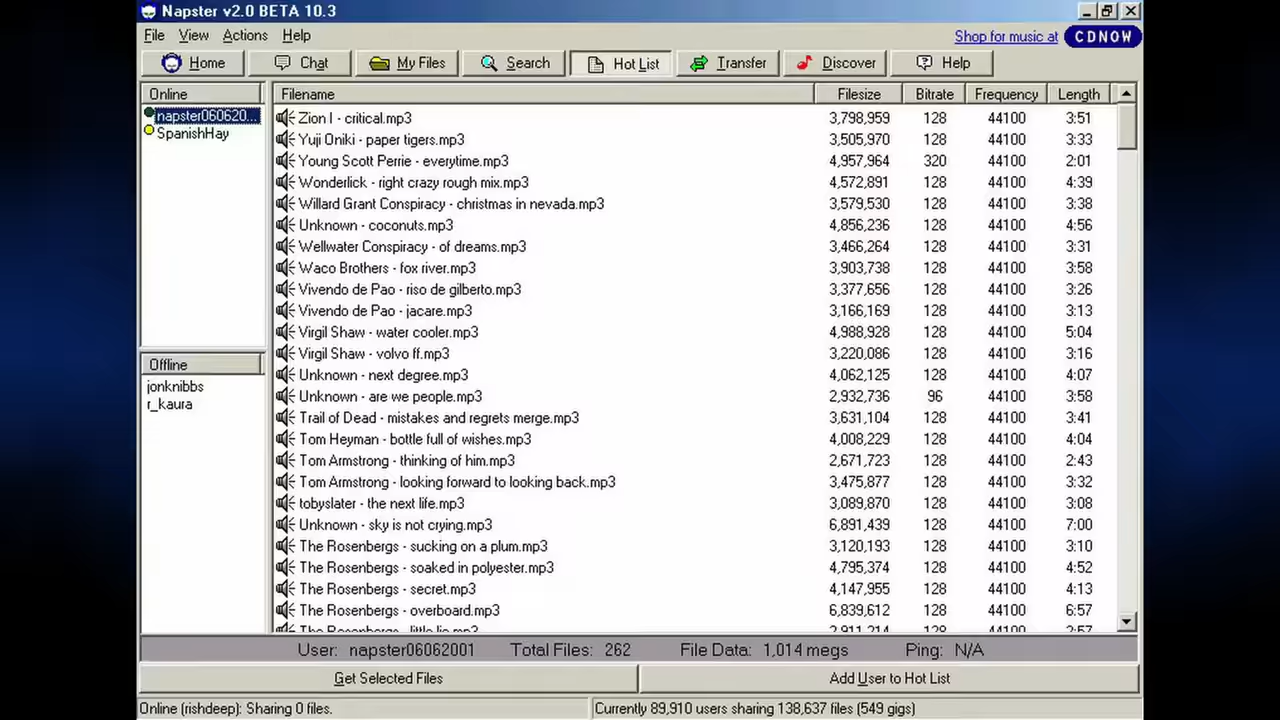 Napster v2.0 BETA 10.3
File View Actions Help
Shop for music at CDNOW
Home Chat My Files Search Hot List Transfer Discover Help
Online
napster060620...
SpanishHay
Offline
jonknibbs
r_kaura
Filename Filesize Bitrate Frequency Length
Zion I - critical.mp3 3,798,959 128 44100 3:51
Yuji Oniki - paper tigers.mp3 3,505,970 128 44100 3:33
Young Scott Perrie - everytime.mp3 4,957,964 320 44100 2:01
Wonderlick - right crazy rough mix.mp3 4,572,891 128 44100 4:39
Willard Grant Conspiracy - christmas in nevada.mp3 3,579,530 128 44100 3:38
Unknown - coconuts.mp3 4,856,236 128 44100 4:56
Wellwater Conspiracy - of dreams.mp3 3,466,264 128 44100 3:31
Waco Brothers - fox river.mp3 3,903,738 128 44100 3:58
Vivendo de Pao - riso de gilberto.mp3 3,377,656 128 44100 3:26
Vivendo de Pao - jacare.mp3 3,166,169 128 44100 3:13
Virgil Shaw - water cooler.mp3 4,988,928 128 44100 5:04
Virgil Shaw - volvo ff.mp3 3,220,086 128 44100 3:16
Unknown - next degree.mp3 4,062,125 128 44100 4:07
Unknown - are we people.mp3 2,932,736 96 44100 3:58
Trail of Dead - mistakes and regrets merge.mp3 3,631,104 128 44100 3:41
Tom Heyman - bottle full of wishes.mp3 4,008,229 128 44100 4:04
Tom Armstrong - thinking of him.mp3 2,671,723 128 44100 2:43
Tom Armstrong - looking forward to looking back.mp3 3,475,877 128 44100 3:32
tobyslater - the next life.mp3 3,089,870 128 44100 3:08
Unknown - sky is not crying.mp3 6,891,439 128 44100 7:00
The Rosenbergs - sucking on a plum.mp3 3,120,193 128 44100 3:10
The Rosenbergs - soaked in polyester.mp3 4,795,374 128 44100 4:52
The Rosenbergs - secret.mp3 4,147,955 128 44100 4:13
The Rosenbergs - overboard.mp3 6,839,612 128 44100 6:57
The Rosenbergs - little lie.mp3 2,911,214 128 44100 2:57
User: napster06062001 Total Files: 262 File Data: 1,014 megs Ping: N/A
Get Selected Files Add User to Hot List
Online (rishdeep): Sharing 0 files. Currently 89,910 users sharing 138,637 files (549 gigs)